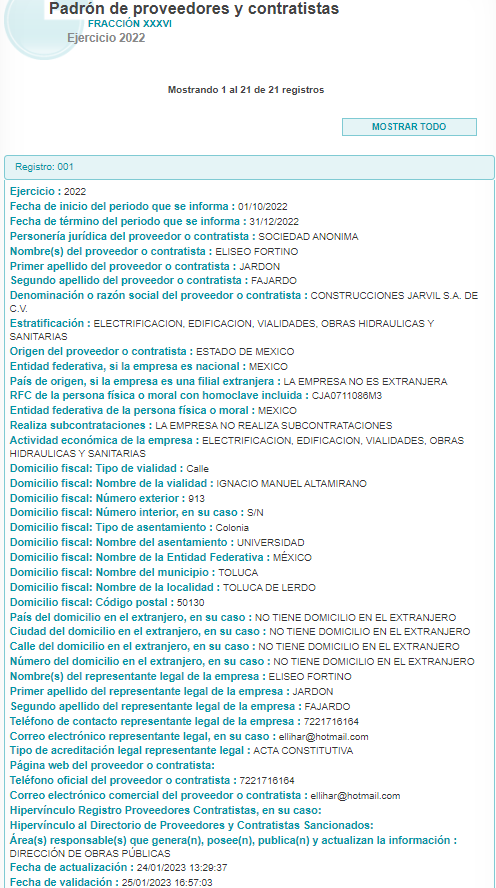 Padrón de proveedores y contratistas
FRACCIÓN XXXVI
Ejercicio 2022
Mostrando 1 al 21 de 21 registros
MOSTRAR TODO
Registro: 001
Ejercicio : 2022
Fecha de inicio del periodo que se informa : 01/10/2022
Fecha de término del periodo que se informa : 31/12/2022
Personería jurídica del proveedor o contratista : SOCIEDAD ANONIMA
Nombre(s) del proveedor o contratista : ELISEO FORTINO
Primer apellido del proveedor o contratista : JARDON
Segundo apellido del proveedor o contratista : FAJARDO
Denominación o razón social del proveedor o contratista : CONSTRUCCIONES JARVIL S.A. DE
C.V.
Estratificación : ELECTRIFICACION, EDIFICACION, VIALIDADES, OBRAS HIDRAULICAS Y
SANITARIAS
Origen del proveedor o contratista : ESTADO DE MEXICO
Entidad federativa, si la empresa es nacional : MEXICO
País de origen, si la empresa es una filial extranjera : LA EMPRESA NO ES EXTRANJERA
RFC de la persona física o moral con homoclave incluida : CJA0711086M3
Entidad federativa de la persona física o moral : MEXICO
Realiza subcontrataciones : LA EMPRESA NO REALIZA SUBCONTRATACIONES
Actividad económica de la empresa : ELECTRIFICACION, EDIFICACION, VIALIDADES, OBRAS
HIDRAULICAS Y SANITARIAS
Domicilio fiscal: Tipo de vialidad : Calle
Domicilio fiscal: Nombre de la vialidad : IGNACIO MANUEL ALTAMIRANO
Domicilio fiscal: Número exterior : 913
Domicilio fiscal: Número interior, en su caso : S/N
Domicilio fiscal: Tipo de asentamiento : Colonia
Domicilio fiscal: Nombre del asentamiento : UNIVERSIDAD
Domicilio fiscal: Nombre de la Entidad Federativa : MÉXICO
Domicilio fiscal: Nombre del municipio : TOLUCA
Domicilio fiscal: Nombre de la localidad : TOLUCA DE LERDO
Domicilio fiscal: Código postal : 50130
País del domicilio en el extranjero, en su caso : NO TIENE DOMICILIO EN EL EXTRANJERO
Ciudad del domicilio en el extranjero, en su caso : NO TIENE DOMICILIO EN EL EXTRANJERO
Calle del domicilio en el extranjero, en su caso : NO TIENE DOMICILIO EN EL EXTRANJERO
Número del domicilio en el extranjero, en su caso : NO TIENE DOMICILIO EN EL EXTRANJERO
Nombre(s) del representante legal de la empresa : ELISEO FORTINO
Primer apellido del representante legal de la empresa : JARDON
Segundo apellido del representante legal de la empresa : FAJARDO
Teléfono de contacto representante legal de la empresa : 7221716164
Correo electrónico representante legal, en su caso : ellihar@hotmail.com
Tipo de acreditación legal representante legal : ACTA CONSTITUTIVA
Página web del proveedor o contratista:
Teléfono oficial del proveedor o contratista : 7221716164
Correo electrónico comercial del proveedor o contratista : ellihar@hotmail.com
Hipervínculo Registro Proveedores Contratistas, en su caso:
Hipervínculo al Directorio de Proveedores y Contratistas Sancionados:
Área(s) responsable(s) que genera(n), posee(n), publica(n) y actualizan la información :
DIRECCIÓN DE OBRAS PÚBLICAS
Fecha de actualización : 24/01/2023 13:29:37
Fecha de validación : 25/01/2023 16:57:03